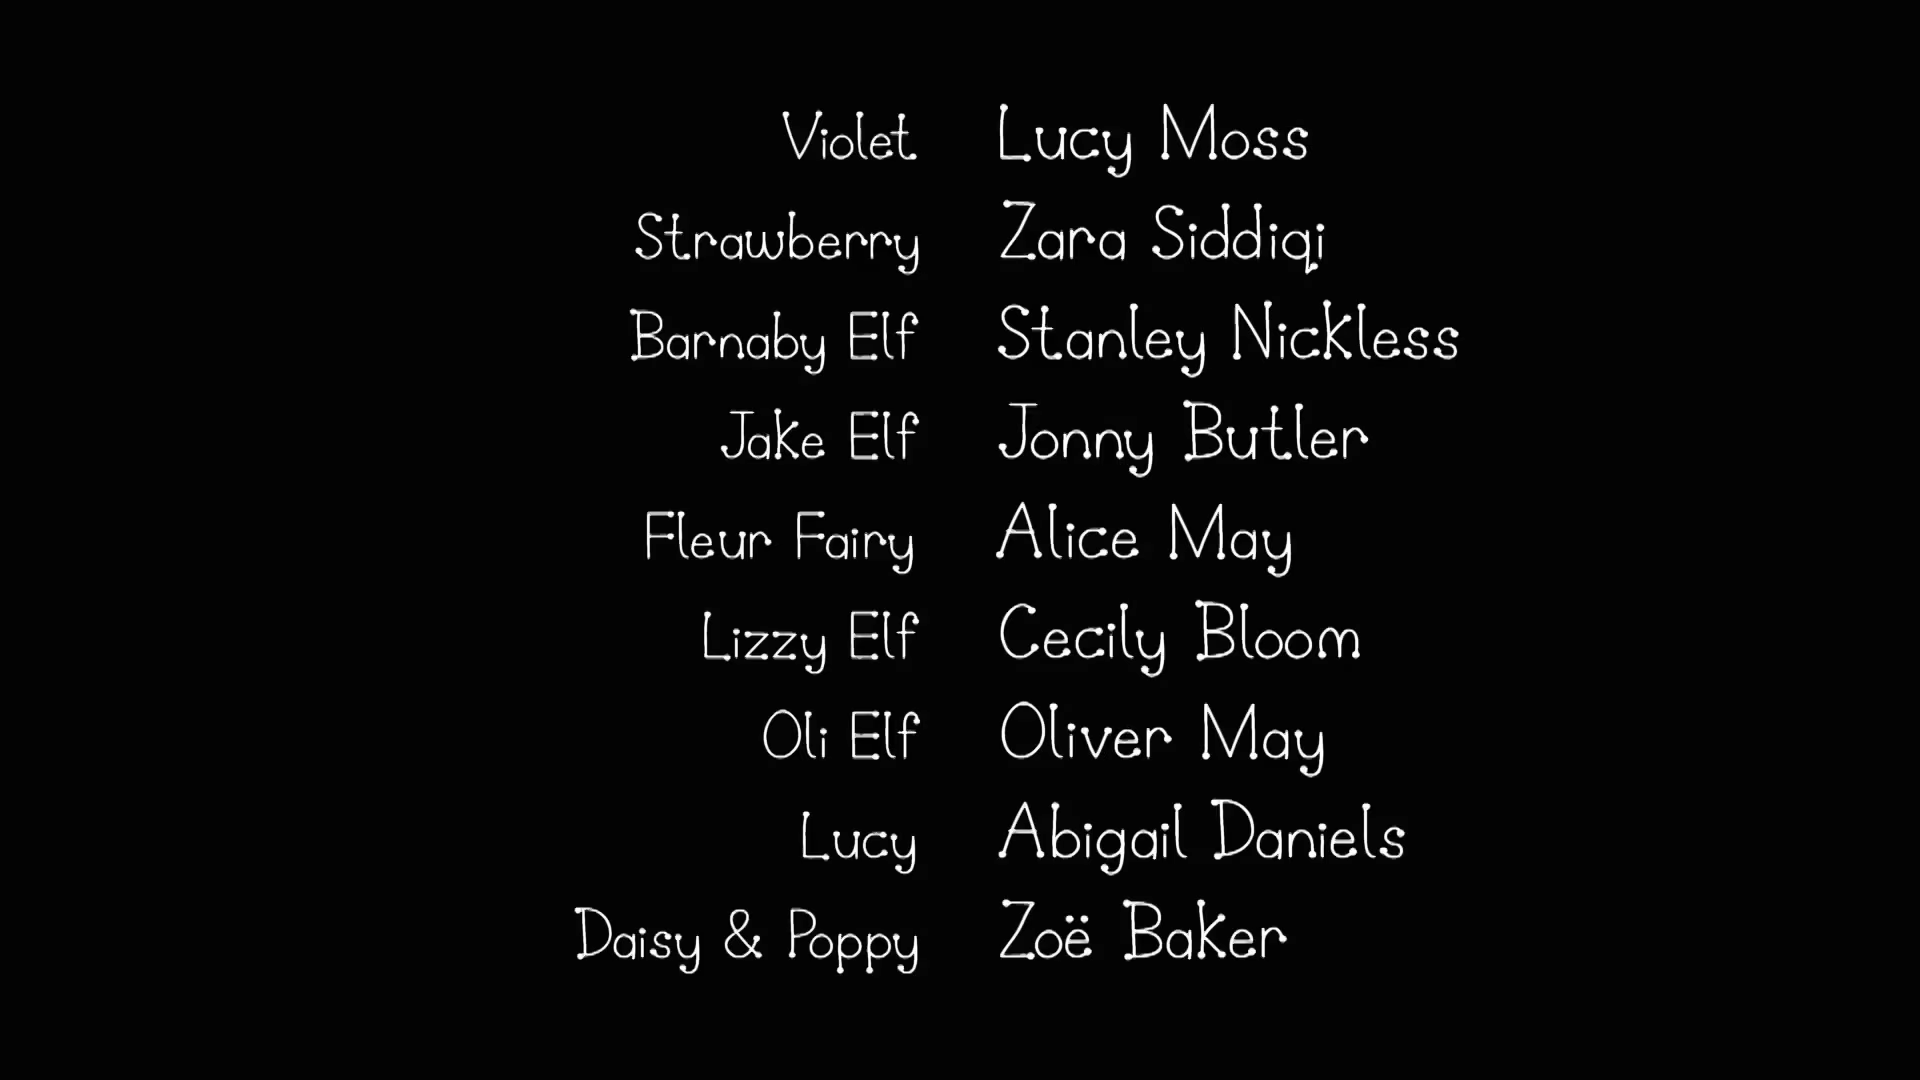 Violet Lucy Moss
Strawberry Zara Siddiqi
Barnaby Elf Stanley Nickless
Jake Elf Jonny Butler
Fleur Fairy Alice May
Lizzy Elf Cecily Bloom
Oli Elf Oliver May
Lucy Abigail Daniels
Daisy & Poppy Zoë Baker